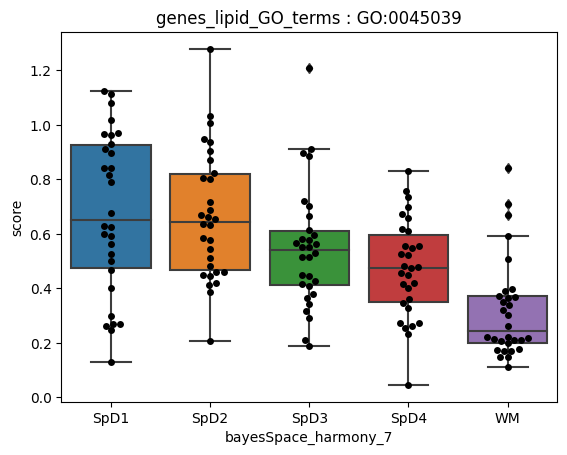 genes_lipid_GO_terms : GO:0045039
score
1.2
1.0
0.8
0.6
0.4
0.2
0.0
SpD1 SpD2 SpD3 SpD4 WM
bayesSpace_harmony_7